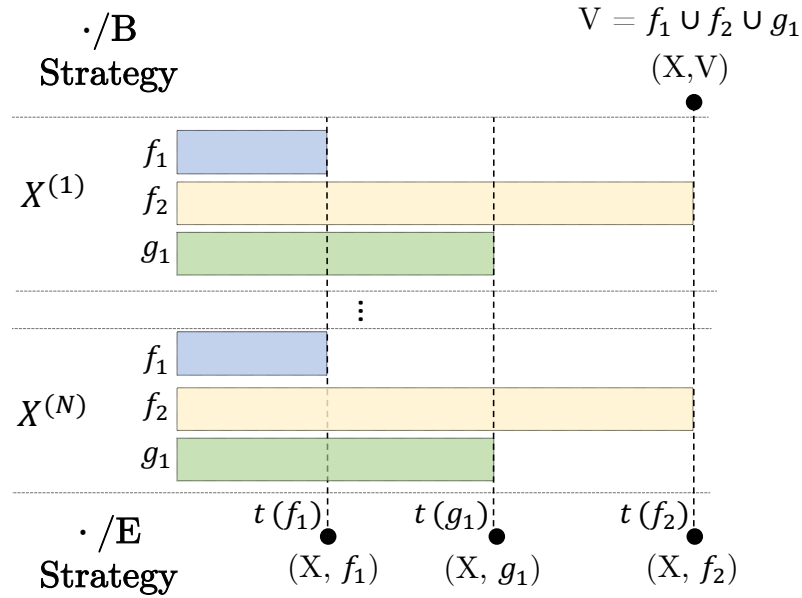 ·/B
Strategy
V = f₁ ∪ f₂ ∪ g₁
(X,V)
X⁽¹⁾
f₁
f₂
g₁
⋮
X⁽ᴺ⁾
f₁
f₂
g₁
·/E
Strategy
t (f₁)
t (g₁)
t (f₂)
(X, f₁)
(X, g₁)
(X, f₂)